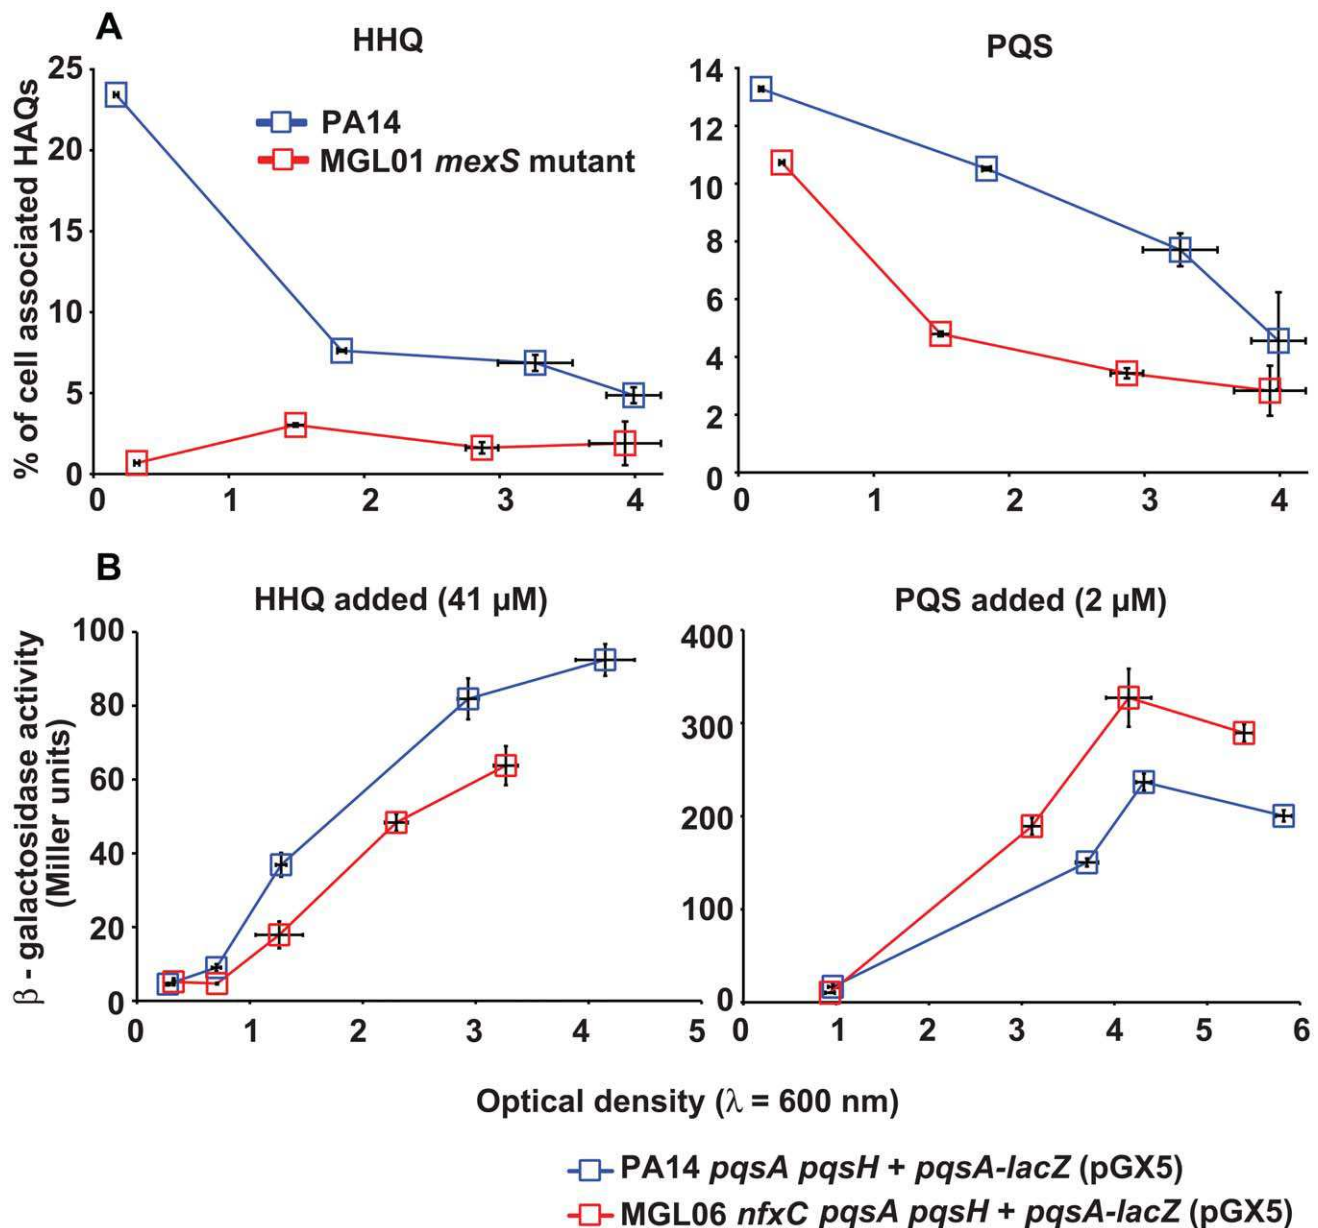 A
HHQ
PQS
% of cell associated HAQs
25
20
15
10
5
0
PA14
MGL01 mexS mutant
0 1 2 3 4
14
12
10
8
6
4
2
0
0 1 2 3 4
B
HHQ added (41 µM)
PQS added (2 µM)
β - galactosidase activity
(Miller units)
100
80
60
40
20
0
0 1 2 3 4 5
400
300
200
100
0
0 1 2 3 4 5 6
Optical density (λ = 600 nm)
PA14 pqsA pqsH + pqsA-lacZ (pGX5)
MGL06 nfxC pqsA pqsH + pqsA-lacZ (pGX5)